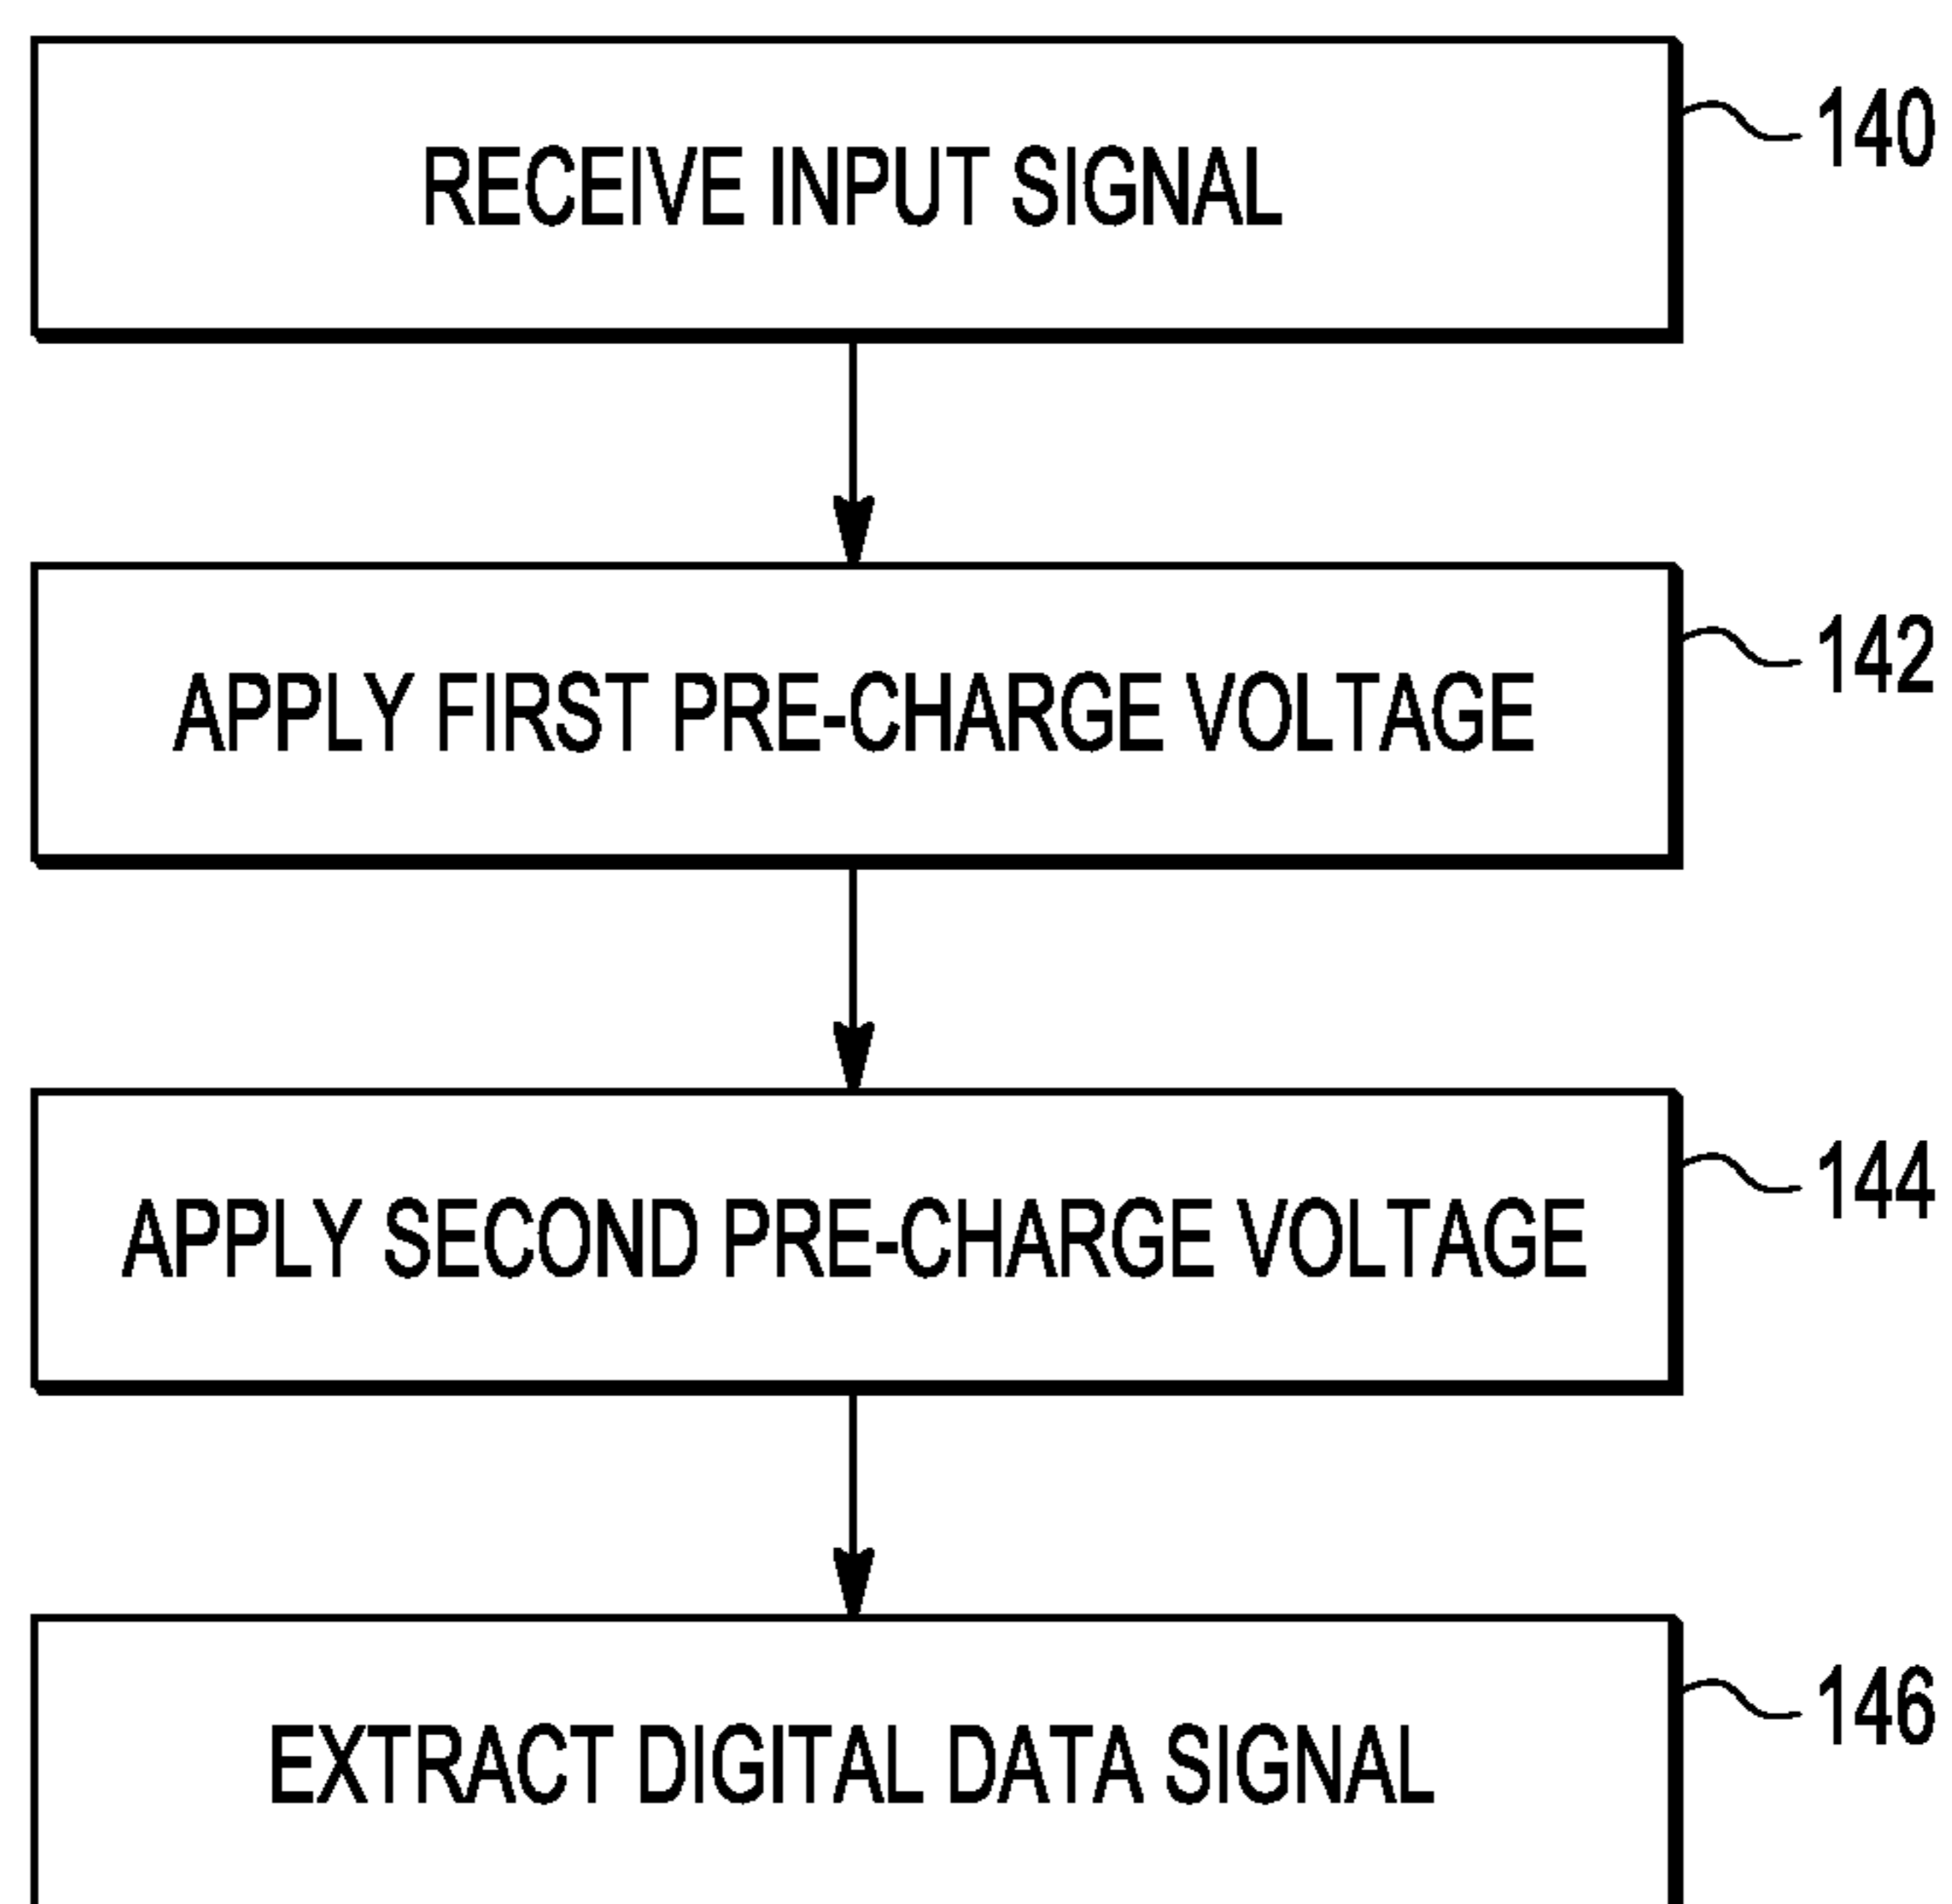 RECEIVE INPUT SIGNAL
140
APPLY FIRST PRE-CHARGE VOLTAGE
142
APPLY SECOND PRE-CHARGE VOLTAGE
144
EXTRACT DIGITAL DATA SIGNAL
146